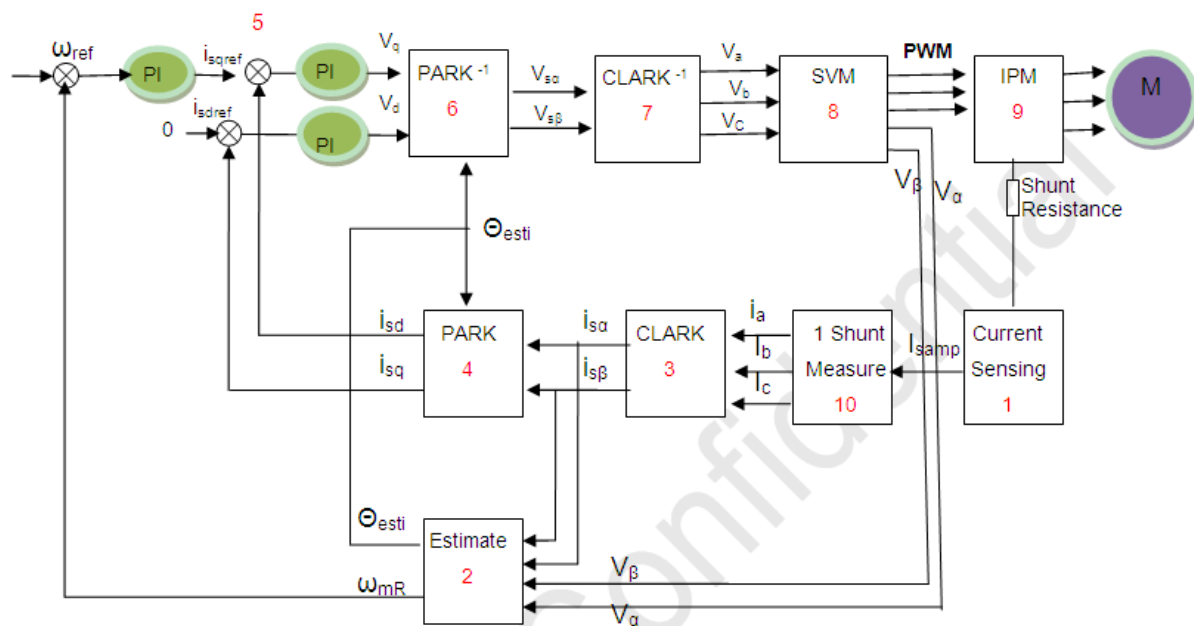 5
ωref
PI
isqref
PI
Vq
PARK -1
6
Vsα
Vsβ
CLARK -1
7
Va
Vb
VC
SVM
8
PWM
IPM
9
M
isdref
0
PI
Vd
Vβ
Vα
Shunt
Resistance
Θesti
isd
isq
PARK
4
isα
isβ
CLARK
3
ia
Ib
Ic
1 Shunt
Measure
10
Isamp
Current
Sensing
1
Θesti
ωmR
Estimate
2
Vβ
Vα
Confidential